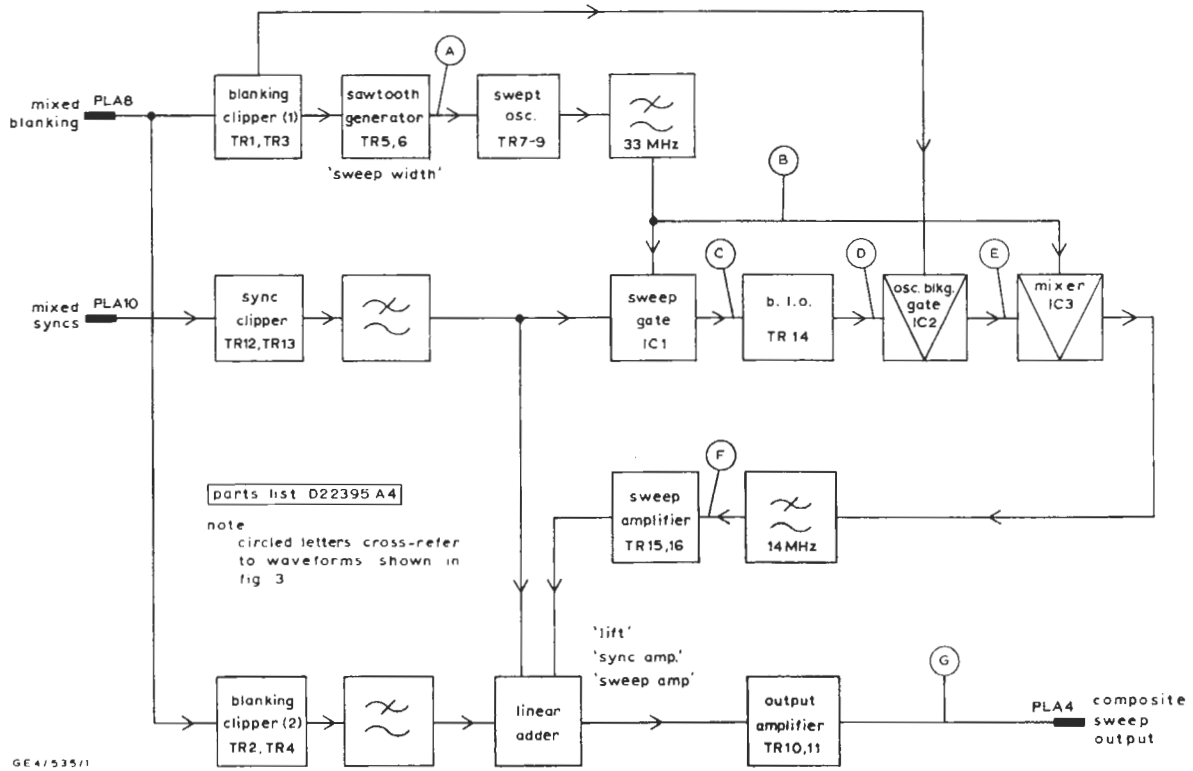 A
mixed
blanking
PLA8
blanking
clipper (1)
TR1, TR3
sawtooth
generator
TR5, 6
'sweep width'
swept
osc.
TR7-9
33 MHz
B
mixed
syncs
PLA10
sync
clipper
TR12, TR13
sweep
gate
IC1
C
b. l. o.
TR 14
D
osc. blkg.
gate
IC2
E
mixer
IC3
parts list D22395 A4
note
circled letters cross-refer
to waveforms shown in
fig 3
sweep
amplifier
TR15, 16
F
14 MHz
blanking
clipper (2)
TR2, TR4
linear
adder
'lift'
'sync amp.'
'sweep amp'
output
amplifier
TR10, 11
G
PLA4
composite
sweep
output
GE4/535/1